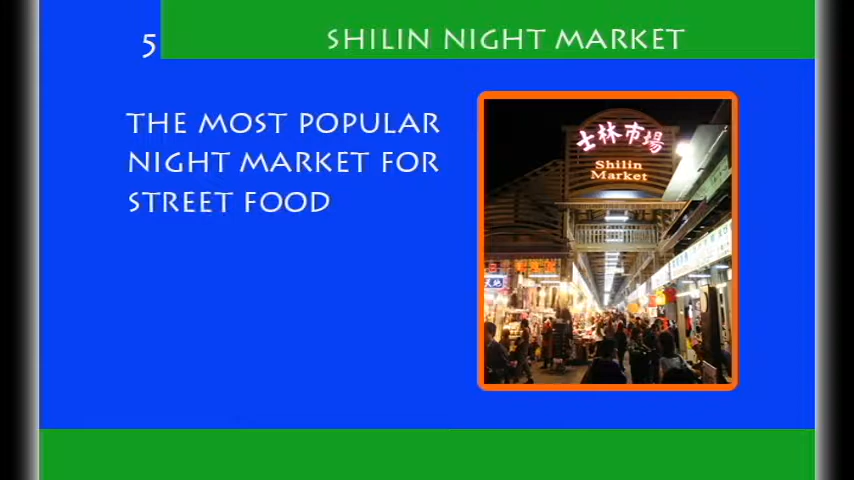 5
SHILIN NIGHT MARKET
THE MOST POPULAR
NIGHT MARKET FOR
STREET FOOD
士林市場
Shilin
Market